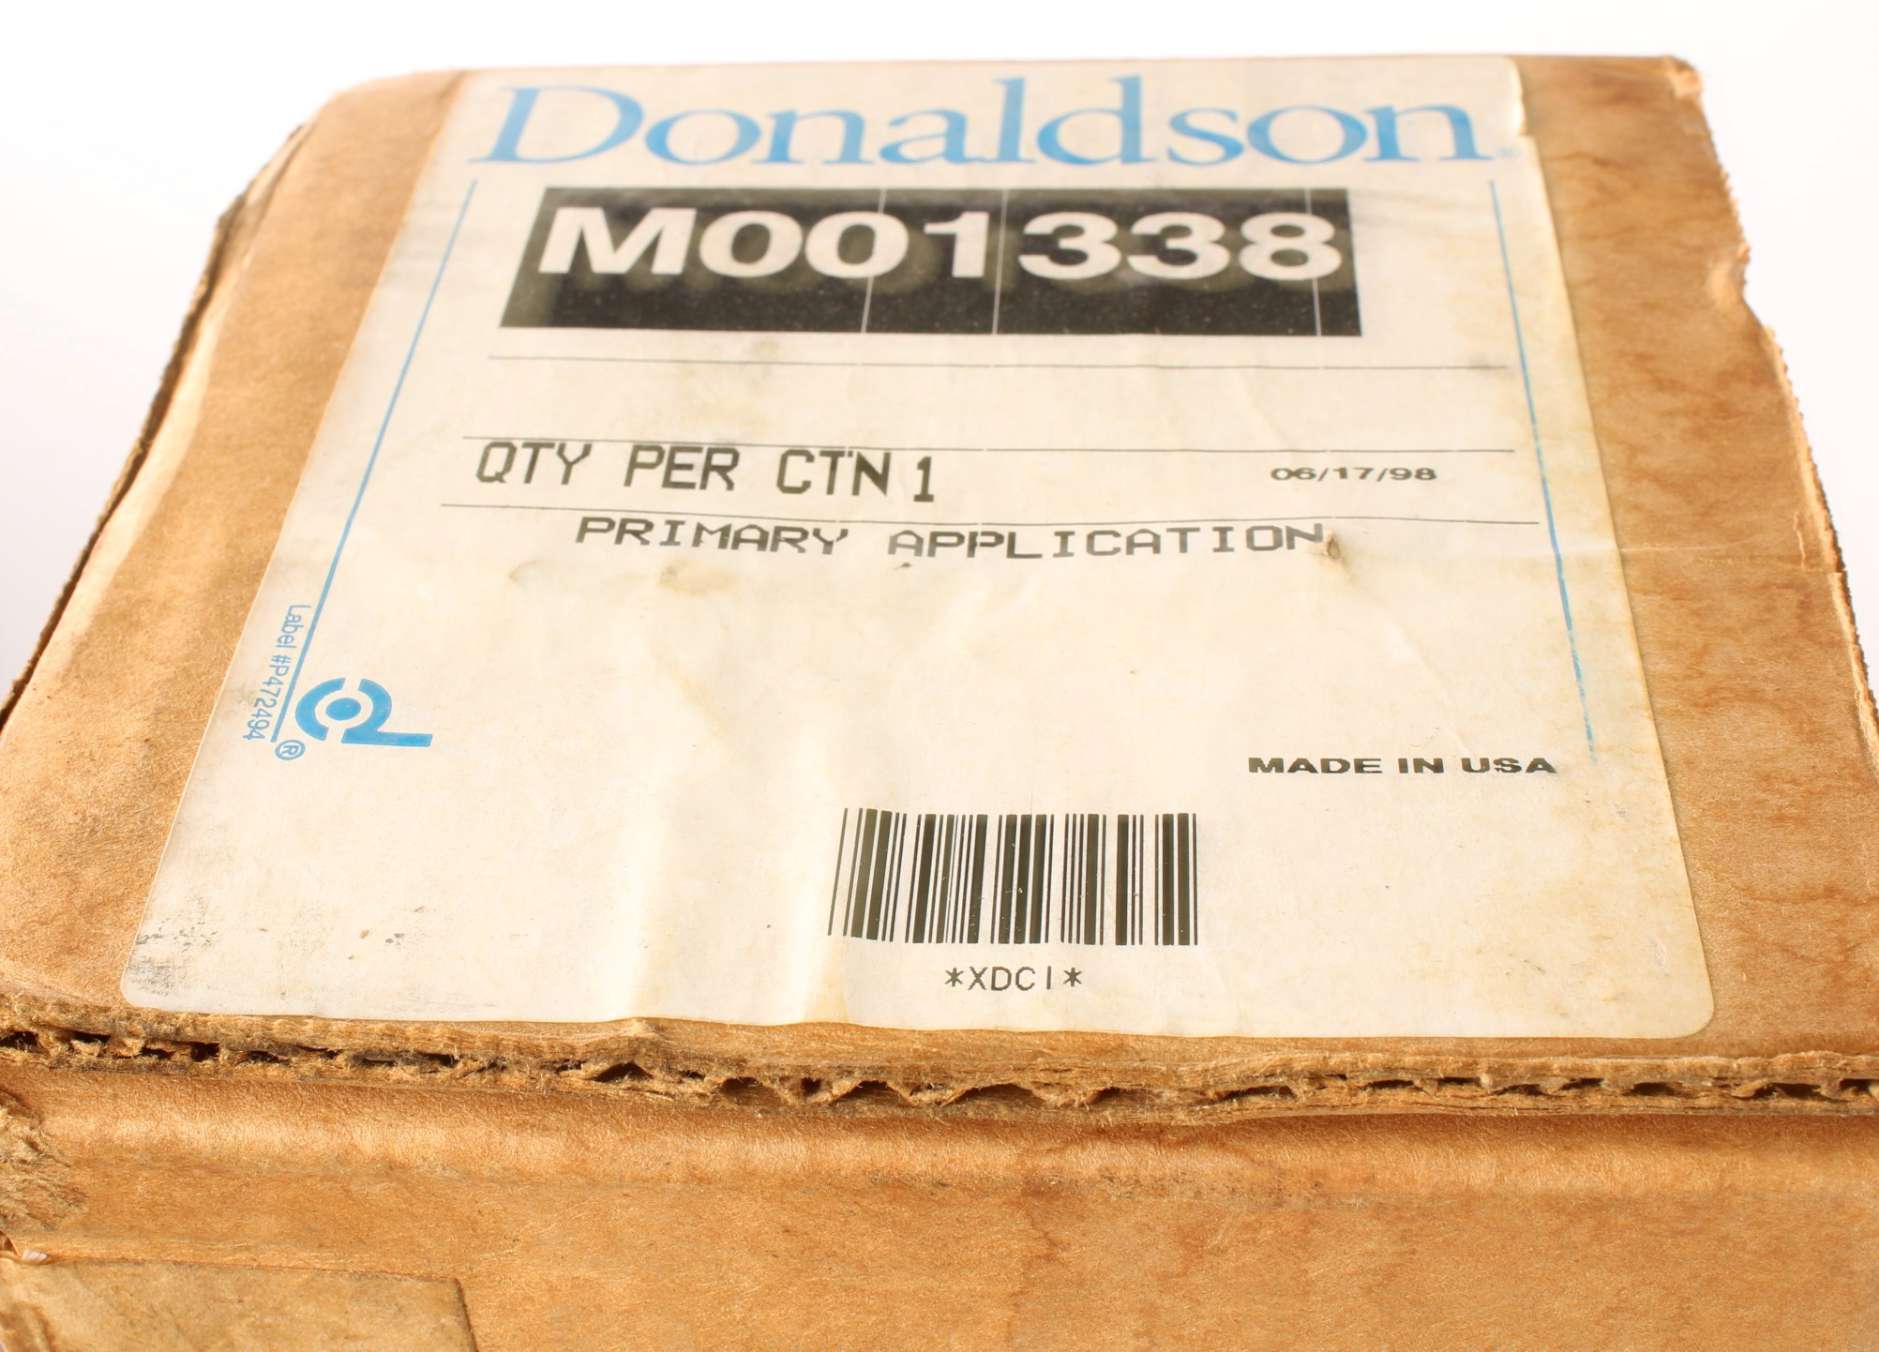 Donaldson®
M001338
QTY PER CTN 1 06/17/98
PRIMARY APPLICATION
Label #P472494
®
MADE IN USA
*XDCI*